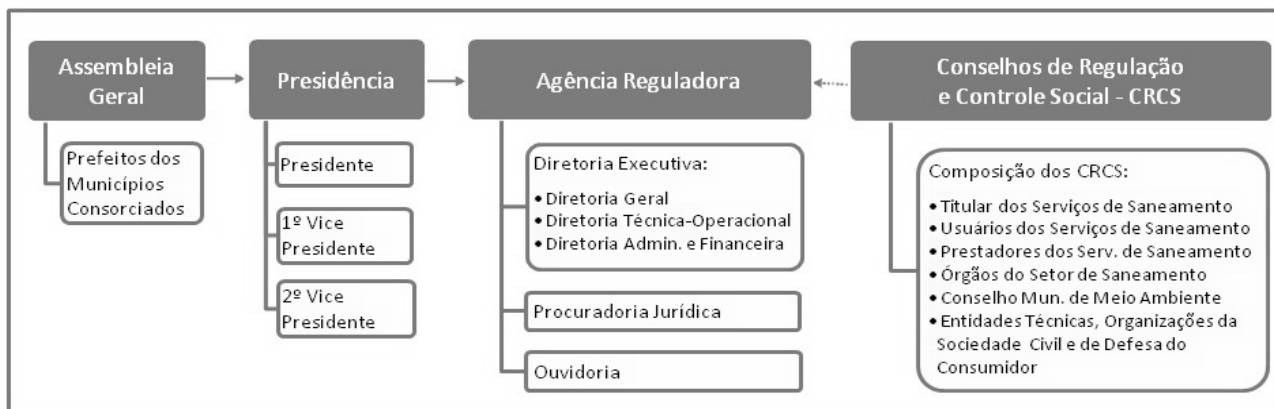 Assembleia
Geral
Prefeitos dos
Municípios
Consorciados
Presidência
Presidente
1º Vice
Presidente
2º Vice
Presidente
Agência Reguladora
Diretoria Executiva:
• Diretoria Geral
• Diretoria Técnica-Operacional
• Diretoria Admin. e Financeira
Procuradoria Jurídica
Ouvidoria
Conselhos de Regulação
e Controle Social - CRCS
Composição dos CRCS:
• Titular dos Serviços de Saneamento
• Usuários dos Serviços de Saneamento
• Prestadores dos Serv. de Saneamento
• Órgãos do Setor de Saneamento
• Conselho Mun. de Meio Ambiente
• Entidades Técnicas, Organizações da
Sociedade Civil e de Defesa do
Consumidor